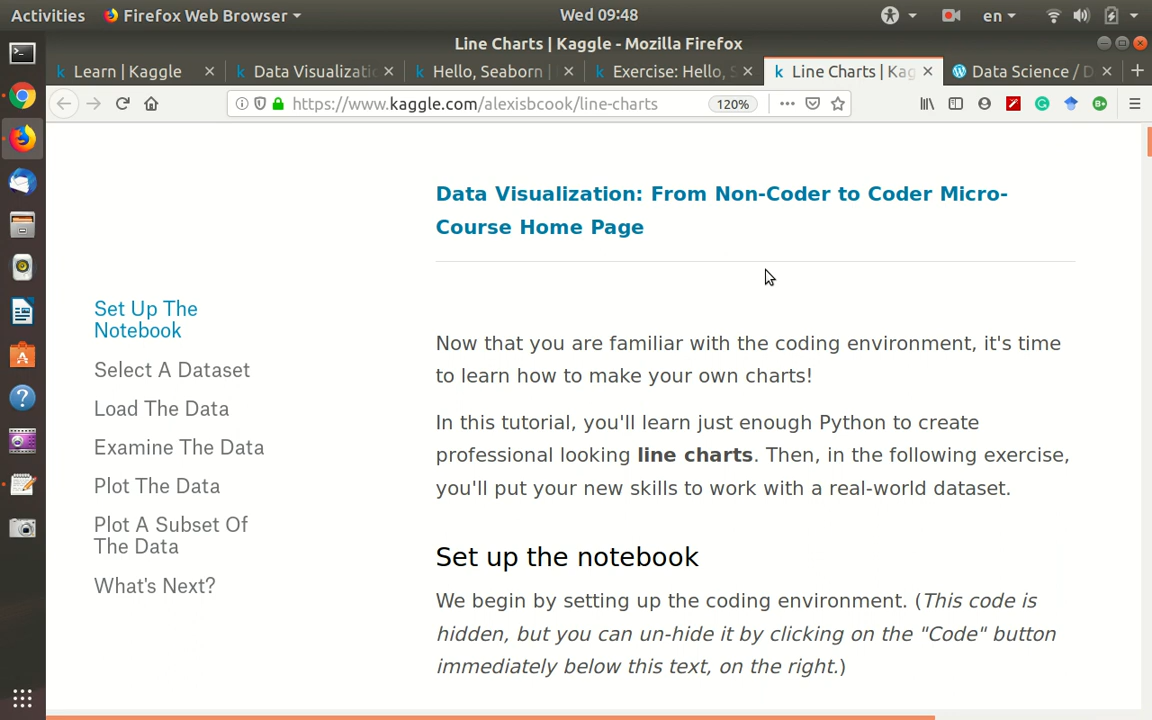 Activities
Firefox Web Browser
Wed 09:48
en
Line Charts | Kaggle - Mozilla Firefox
Learn | Kaggle
Data Visualizati
Hello, Seaborn |
Exercise: Hello, S
Line Charts | Kag
Data Science / D
https://www.kaggle.com/alexisbcook/line-charts
120%
Data Visualization: From Non-Coder to Coder Micro-
Course Home Page
Set Up The
Notebook
Select A Dataset
Load The Data
Examine The Data
Plot The Data
Plot A Subset Of
The Data
What's Next?
Now that you are familiar with the coding environment, it's time
to learn how to make your own charts!
In this tutorial, you'll learn just enough Python to create
professional looking line charts. Then, in the following exercise,
you'll put your new skills to work with a real-world dataset.
Set up the notebook
We begin by setting up the coding environment. (This code is
hidden, but you can un-hide it by clicking on the "Code" button
immediately below this text, on the right.)